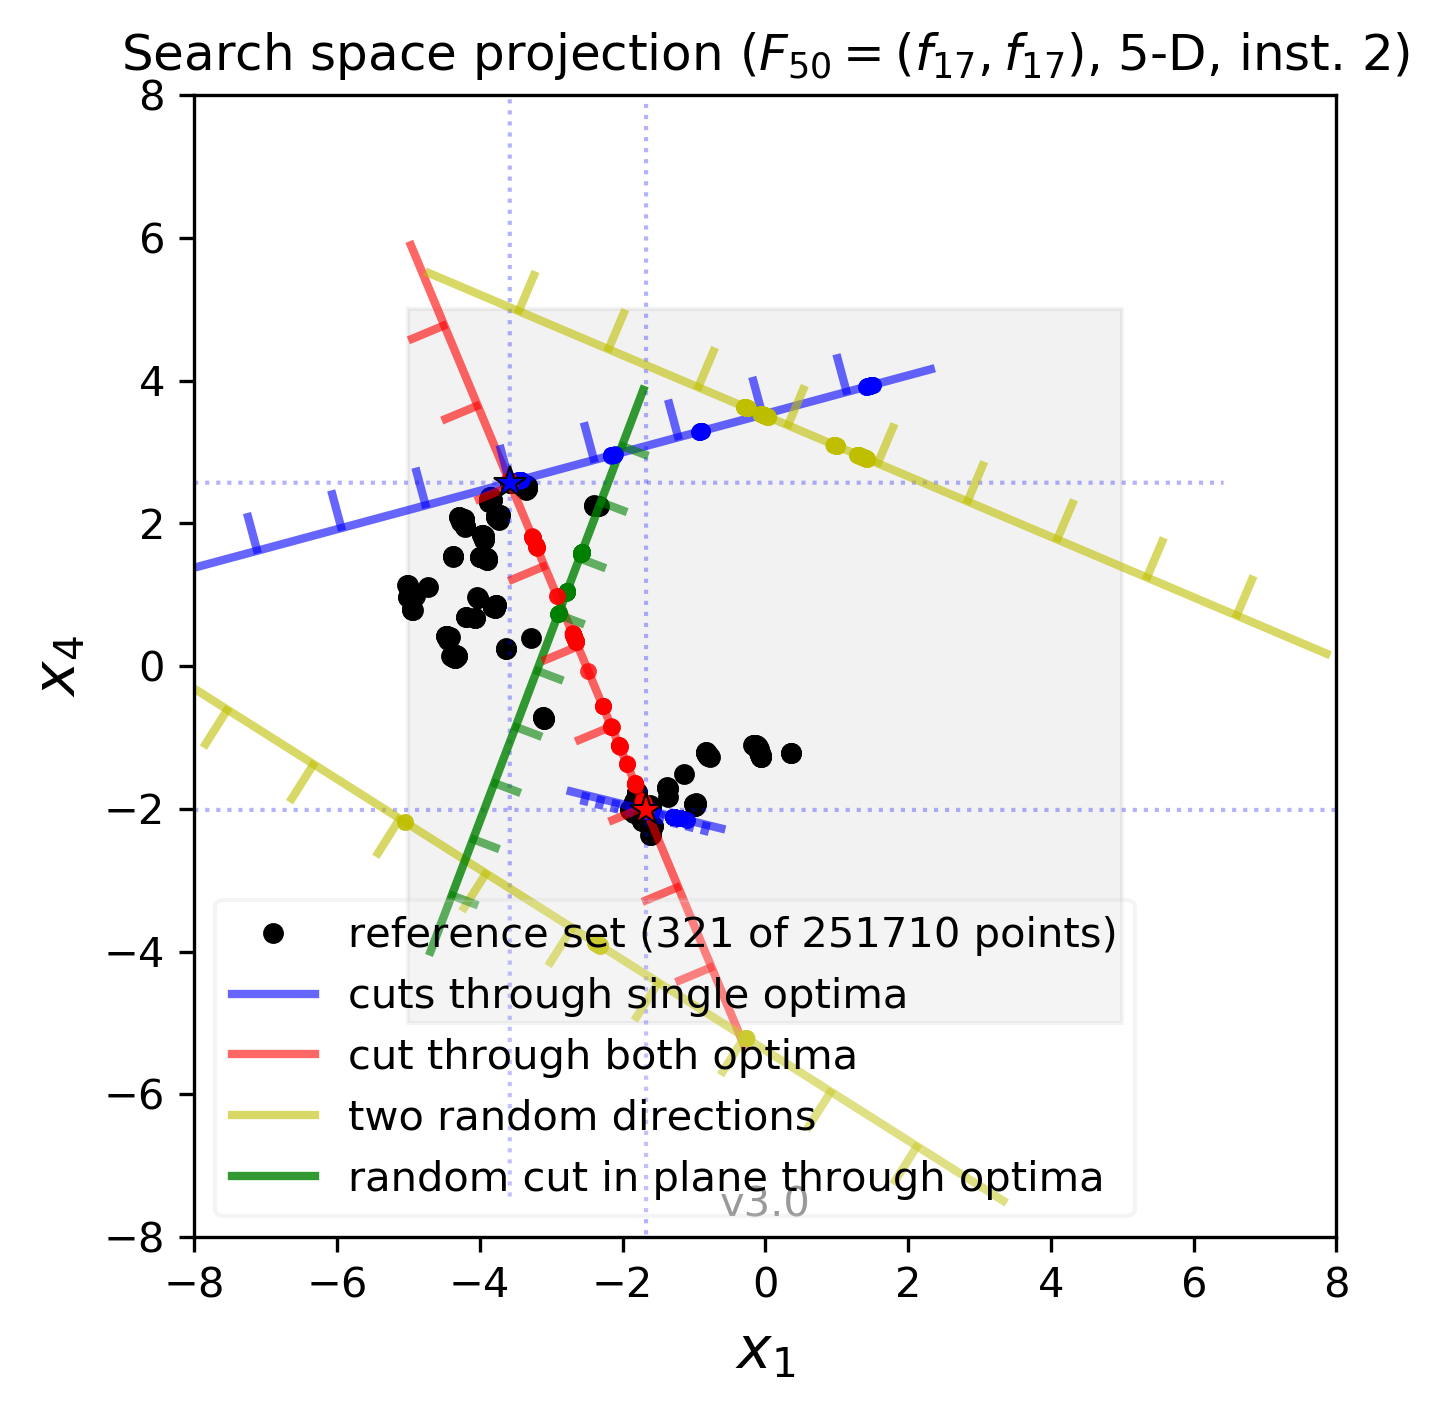 Search space projection (F50 = (f17, f17), 5-D, inst. 2)
8
6
4
2
0
−2
−4
−6
−8
x4
reference set (321 of 251710 points)
cuts through single optima
cut through both optima
two random directions
random cut in plane through optima
v3.0
−8 −6 −4 −2 0 2 4 6 8
x1